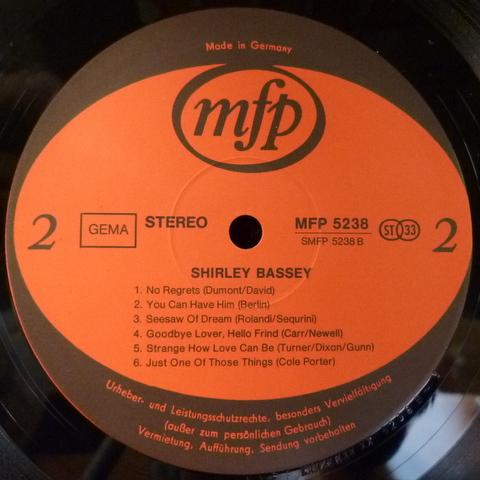 Made in Germany
mfp
2
GEMA
STEREO
MFP 5238
SMFP 5238 B
ST 33
2
SHIRLEY BASSEY
1. No Regrets (Dumont/David)
2. You Can Have Him (Berlin)
3. Seesaw Of Dream (Rolandi/Sequrini)
4. Goodbye Lover, Hello Frind (Carr/Newell)
5. Strange How Love Can Be (Turner/Dixon/Gunn)
6. Just One Of Those Things (Cole Porter)
Urheber- und Leistungsschutzrechte, besonders Vervielfältigung
(außer zum persönlichen Gebrauch)
Vermietung, Aufführung, Sendung vorbehalten